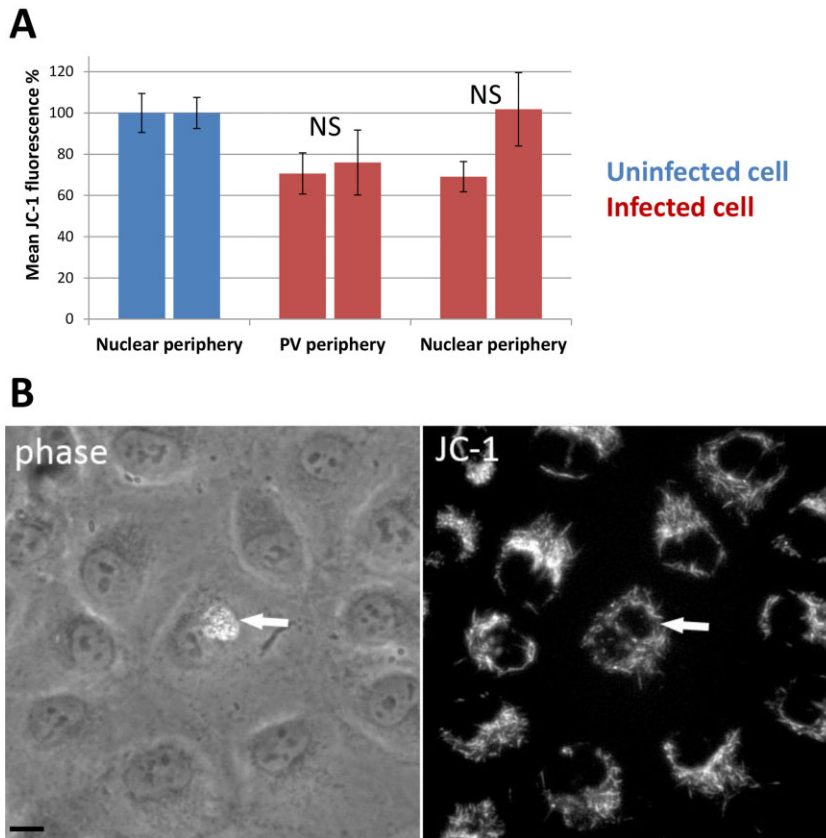 A
Mean JC-1 fluorescence %
120
100
80
60
40
20
0
NS
NS
Nuclear periphery
PV periphery
Nuclear periphery
Uninfected cell
Infected cell
B
phase
JC-1